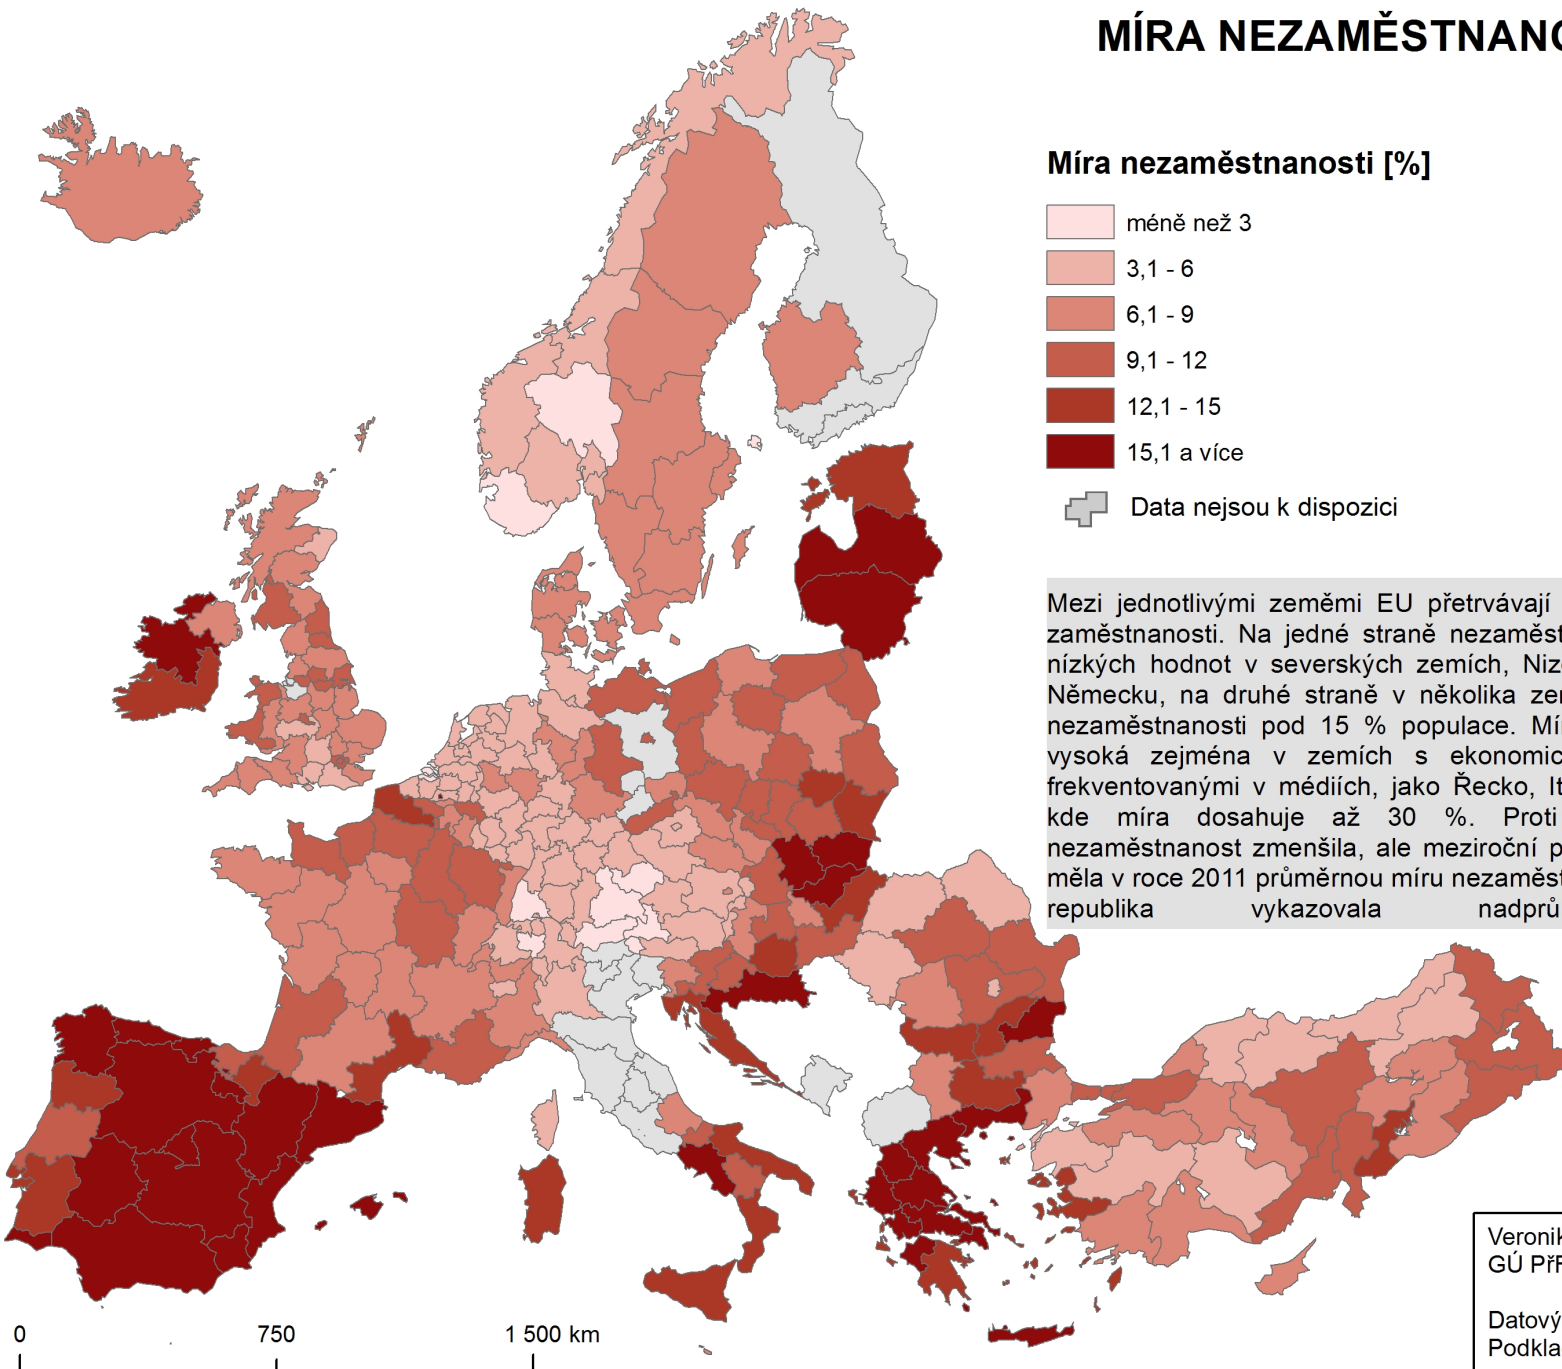 MÍRA NEZAMĚSTNANO
Míra nezaměstnanosti [%]
méně než 3
3,1 - 6
6,1 - 9
9,1 - 12
12,1 - 15
15,1 a více
Data nejsou k dispozici
Mezi jednotlivými zeměmi EU přetrvávají
zaměstnanosti. Na jedné straně nezaměst
nízkých hodnot v severských zemích, Niz
Německu, na druhé straně v několika zem
nezaměstnanosti pod 15 % populace. Mír
vysoká zejména v zemích s ekonomic
frekventovanými v médiích, jako Řecko, It
kde míra dosahuje až 30 %. Proti
nezaměstnanost zmenšila, ale meziroční p
měla v roce 2011 průměrnou míru nezaměst
republika vykazovala nadprů
Veronik
GÚ PřF
Datový
Podkla
0 750 1 500 km